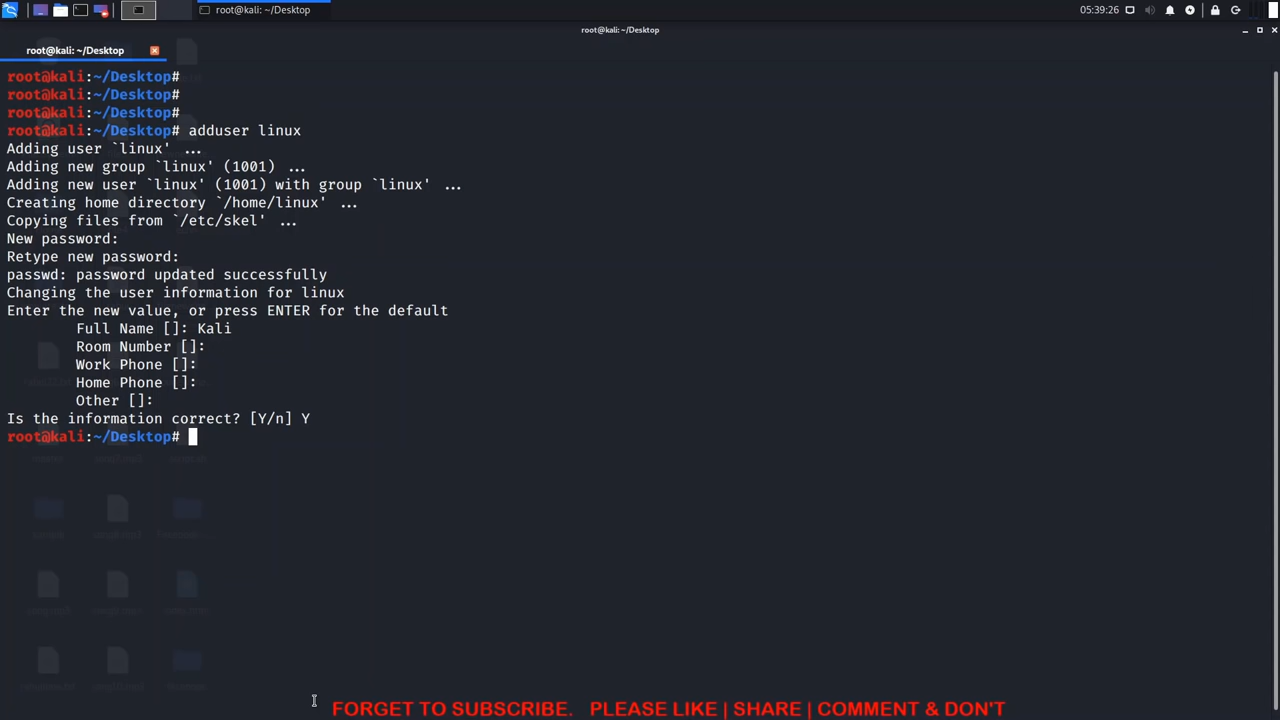 root@kali: ~/Desktop
05:39:26
root@kali: ~/Desktop
root@kali: ~/Desktop
root@kali:~/Desktop#
root@kali:~/Desktop#
root@kali:~/Desktop#
root@kali:~/Desktop# adduser linux
Adding user `linux' ...
Adding new group `linux' (1001) ...
Adding new user `linux' (1001) with group `linux' ...
Creating home directory `/home/linux' ...
Copying files from `/etc/skel' ...
New password:
Retype new password:
passwd: password updated successfully
Changing the user information for linux
Enter the new value, or press ENTER for the default
Full Name []: Kali
Room Number []:
Work Phone []:
Home Phone []:
Other []:
Is the information correct? [Y/n] Y
root@kali:~/Desktop#
FORGET TO SUBSCRIBE. PLEASE LIKE | SHARE | COMMENT & DON'T